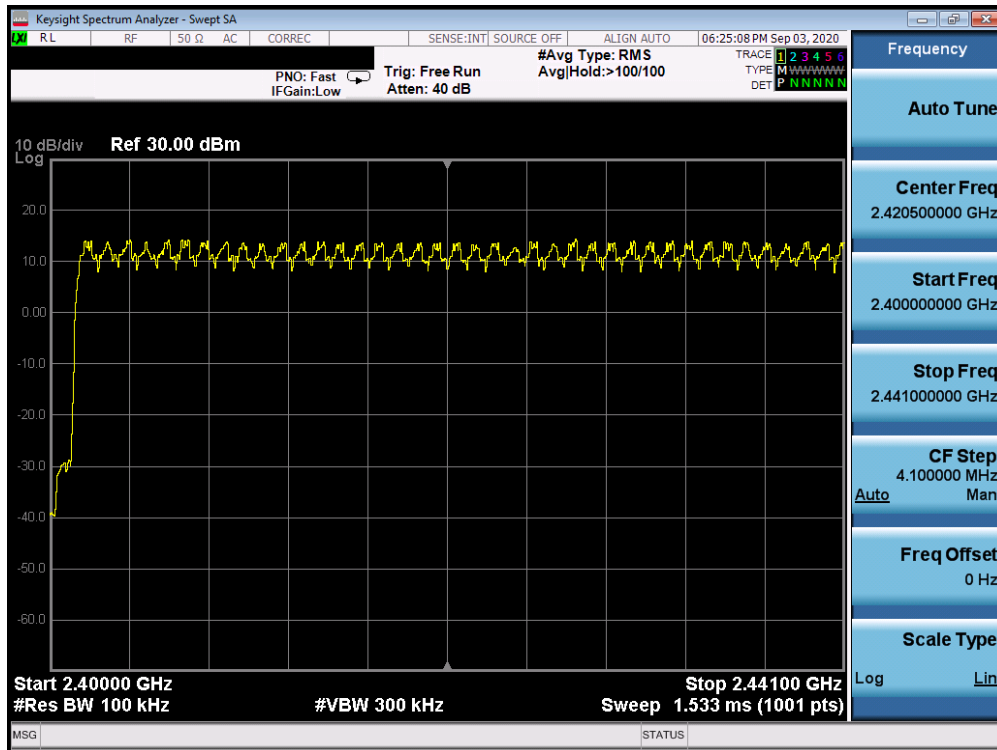 Keysight Spectrum Analyzer - Swept SA
LXI RL RF 50 Ω AC CORREC SENSE:INT SOURCE OFF ALIGN AUTO 06:25:08 PM Sep 03, 2020
#Avg Type: RMS TRACE 1 2 3 4 5 6
PNO: Fast Trig: Free Run Avg|Hold:>100/100 TYPE M WWWWW
IFGain:Low Atten: 40 dB DET P N N N N N
10 dB/div Ref 30.00 dBm
Log
20.0
10.0
0.00
-10.0
-20.0
-30.0
-40.0
-50.0
-60.0
Start 2.40000 GHz Stop 2.44100 GHz
#Res BW 100 kHz #VBW 300 kHz Sweep 1.533 ms (1001 pts)
MSG STATUS
Frequency
Auto Tune
Center Freq
2.420500000 GHz
Start Freq
2.400000000 GHz
Stop Freq
2.441000000 GHz
CF Step
4.100000 MHz
Auto Man
Freq Offset
0 Hz
Scale Type
Log Lin